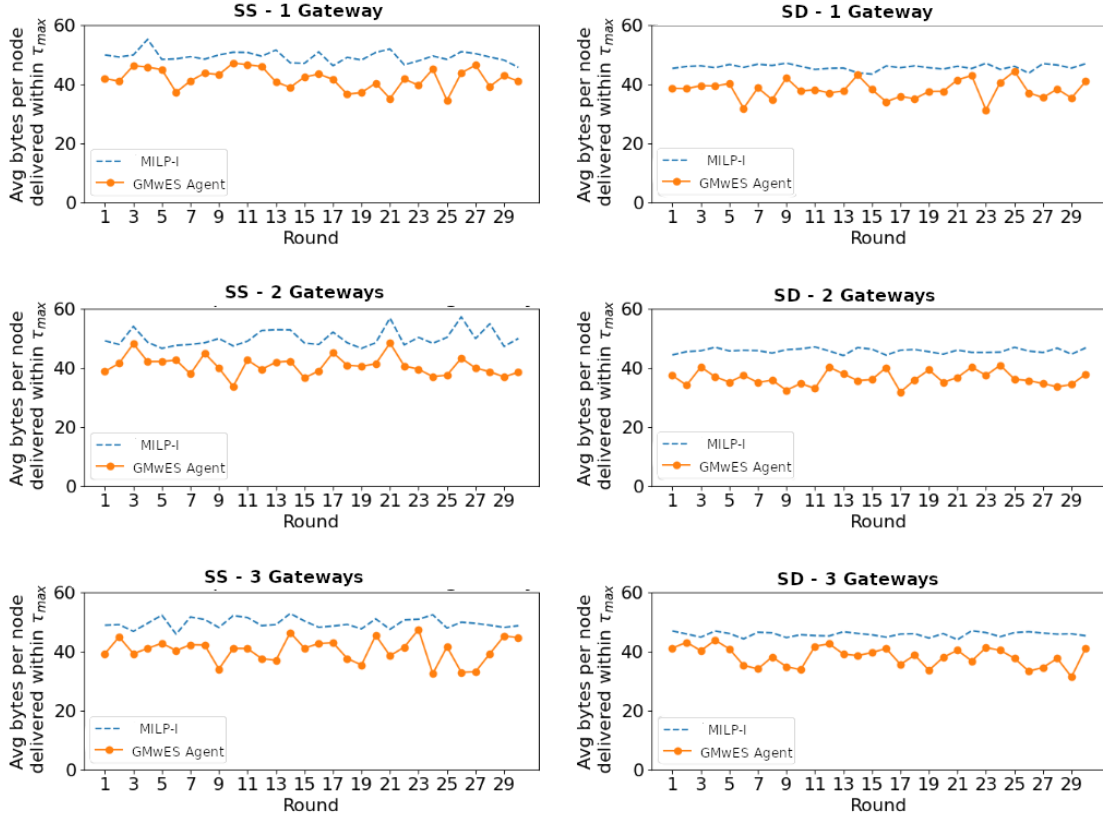 SS - 1 Gateway
Avg bytes per node
delivered within τmax
60
40
20
0
MILP-I
GMwES Agent
1 3 5 7 9 11 13 15 17 19 21 23 25 27 29
Round
SD - 1 Gateway
Avg bytes per node
delivered within τmax
60
40
20
0
MILP-I
GMwES Agent
1 3 5 7 9 11 13 15 17 19 21 23 25 27 29
Round
SS - 2 Gateways
Avg bytes per node
delivered within τmax
60
40
20
0
MILP-I
GMwES Agent
1 3 5 7 9 11 13 15 17 19 21 23 25 27 29
Round
SD - 2 Gateways
Avg bytes per node
delivered within τmax
60
40
20
0
MILP-I
GMwES Agent
1 3 5 7 9 11 13 15 17 19 21 23 25 27 29
Round
SS - 3 Gateways
Avg bytes per node
delivered within τmax
60
40
20
0
MILP-I
GMwES Agent
1 3 5 7 9 11 13 15 17 19 21 23 25 27 29
Round
SD - 3 Gateways
Avg bytes per node
delivered within τmax
60
40
20
0
MILP-I
GMwES Agent
1 3 5 7 9 11 13 15 17 19 21 23 25 27 29
Round